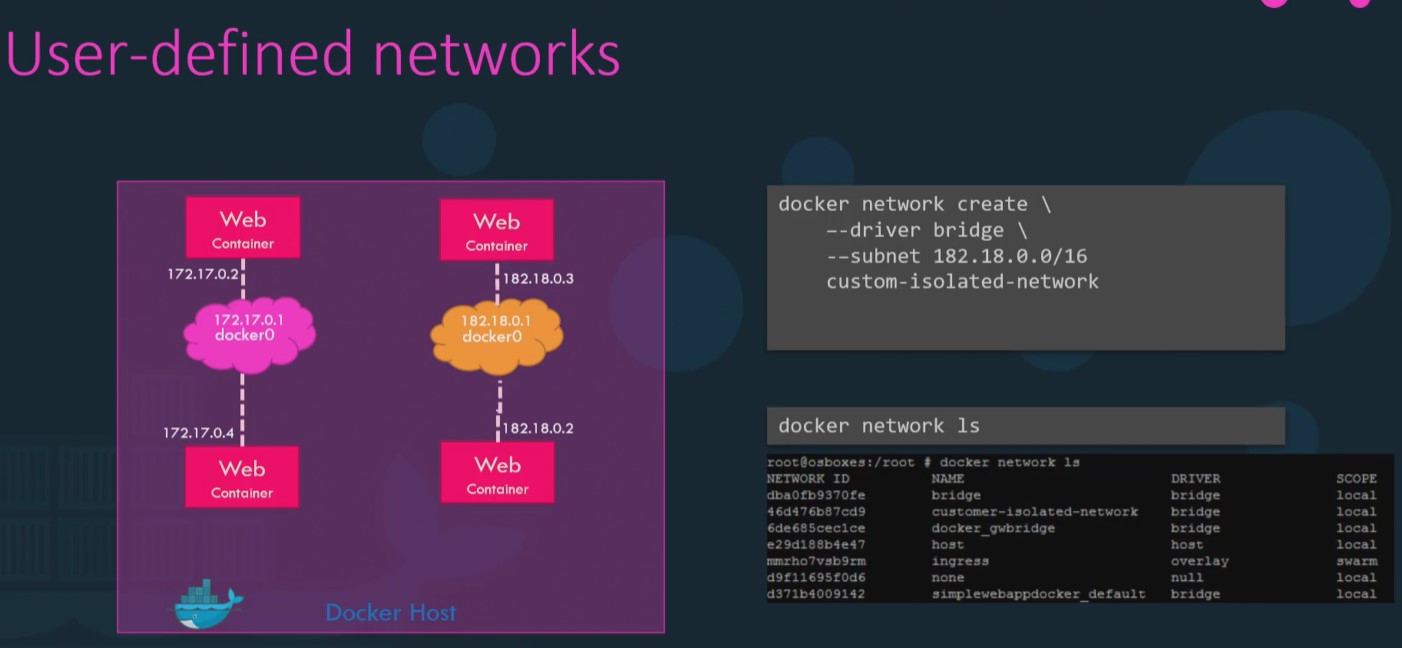 User-defined networks
Web
Container
172.17.0.2
172.17.0.1
docker0
172.17.0.4
Web
Container
Web
Container
182.18.0.3
182.18.0.1
docker0
182.18.0.2
Web
Container
Docker Host
docker network create \
--driver bridge \
--subnet 182.18.0.0/16
custom-isolated-network
docker network ls
root@osboxes:/root # docker network ls
NETWORK ID NAME DRIVER SCOPE
dba0fb9370fe bridge bridge local
46d476b87cd9 customer-isolated-network bridge local
6de685cec1ce docker_gwbridge bridge local
e29d188b4e47 host host local
mmrho7vsb9rm ingress overlay swarm
d9f11695f0d6 none null local
d371b4009142 simplewebappdocker_default bridge local